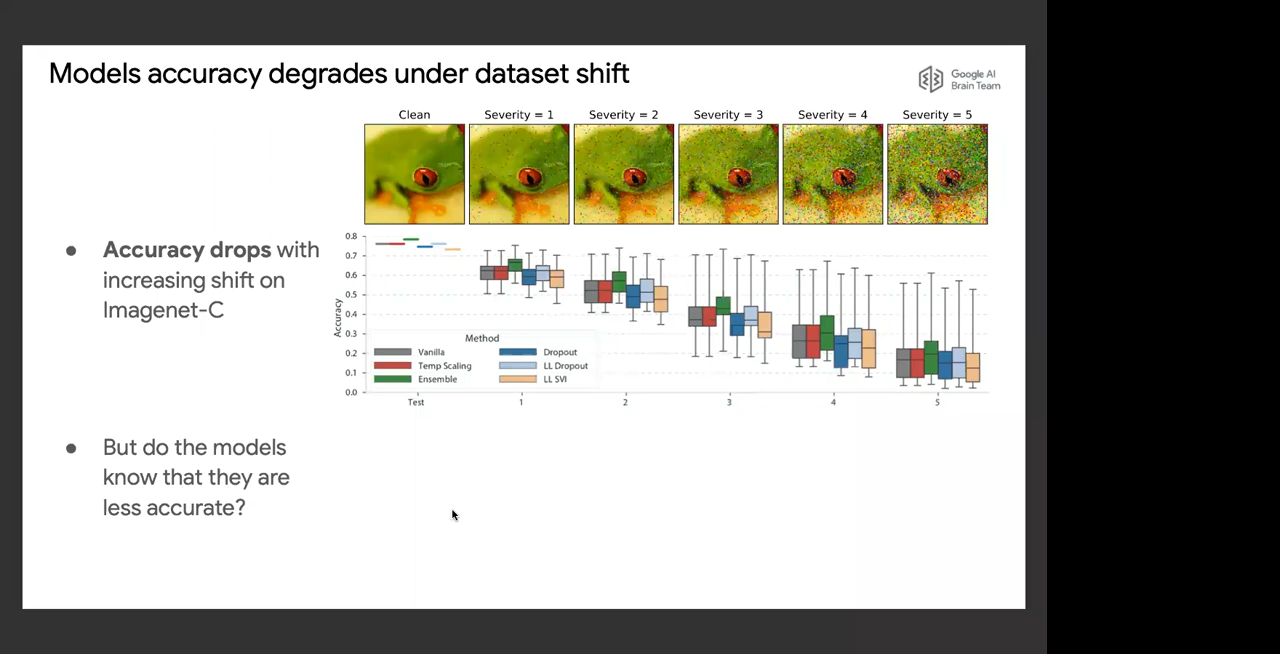 Models accuracy degrades under dataset shift
Google AI
Brain Team
Clean
Severity = 1
Severity = 2
Severity = 3
Severity = 4
Severity = 5
● Accuracy drops with
increasing shift on
Imagenet-C
Accuracy
0.8
0.7
0.6
0.5
0.4
0.3
0.2
0.1
0.0
Method
Vanilla
Temp Scaling
Ensemble
Dropout
LL Dropout
LL SVI
Test
1
2
3
4
5
● But do the models
know that they are
less accurate?